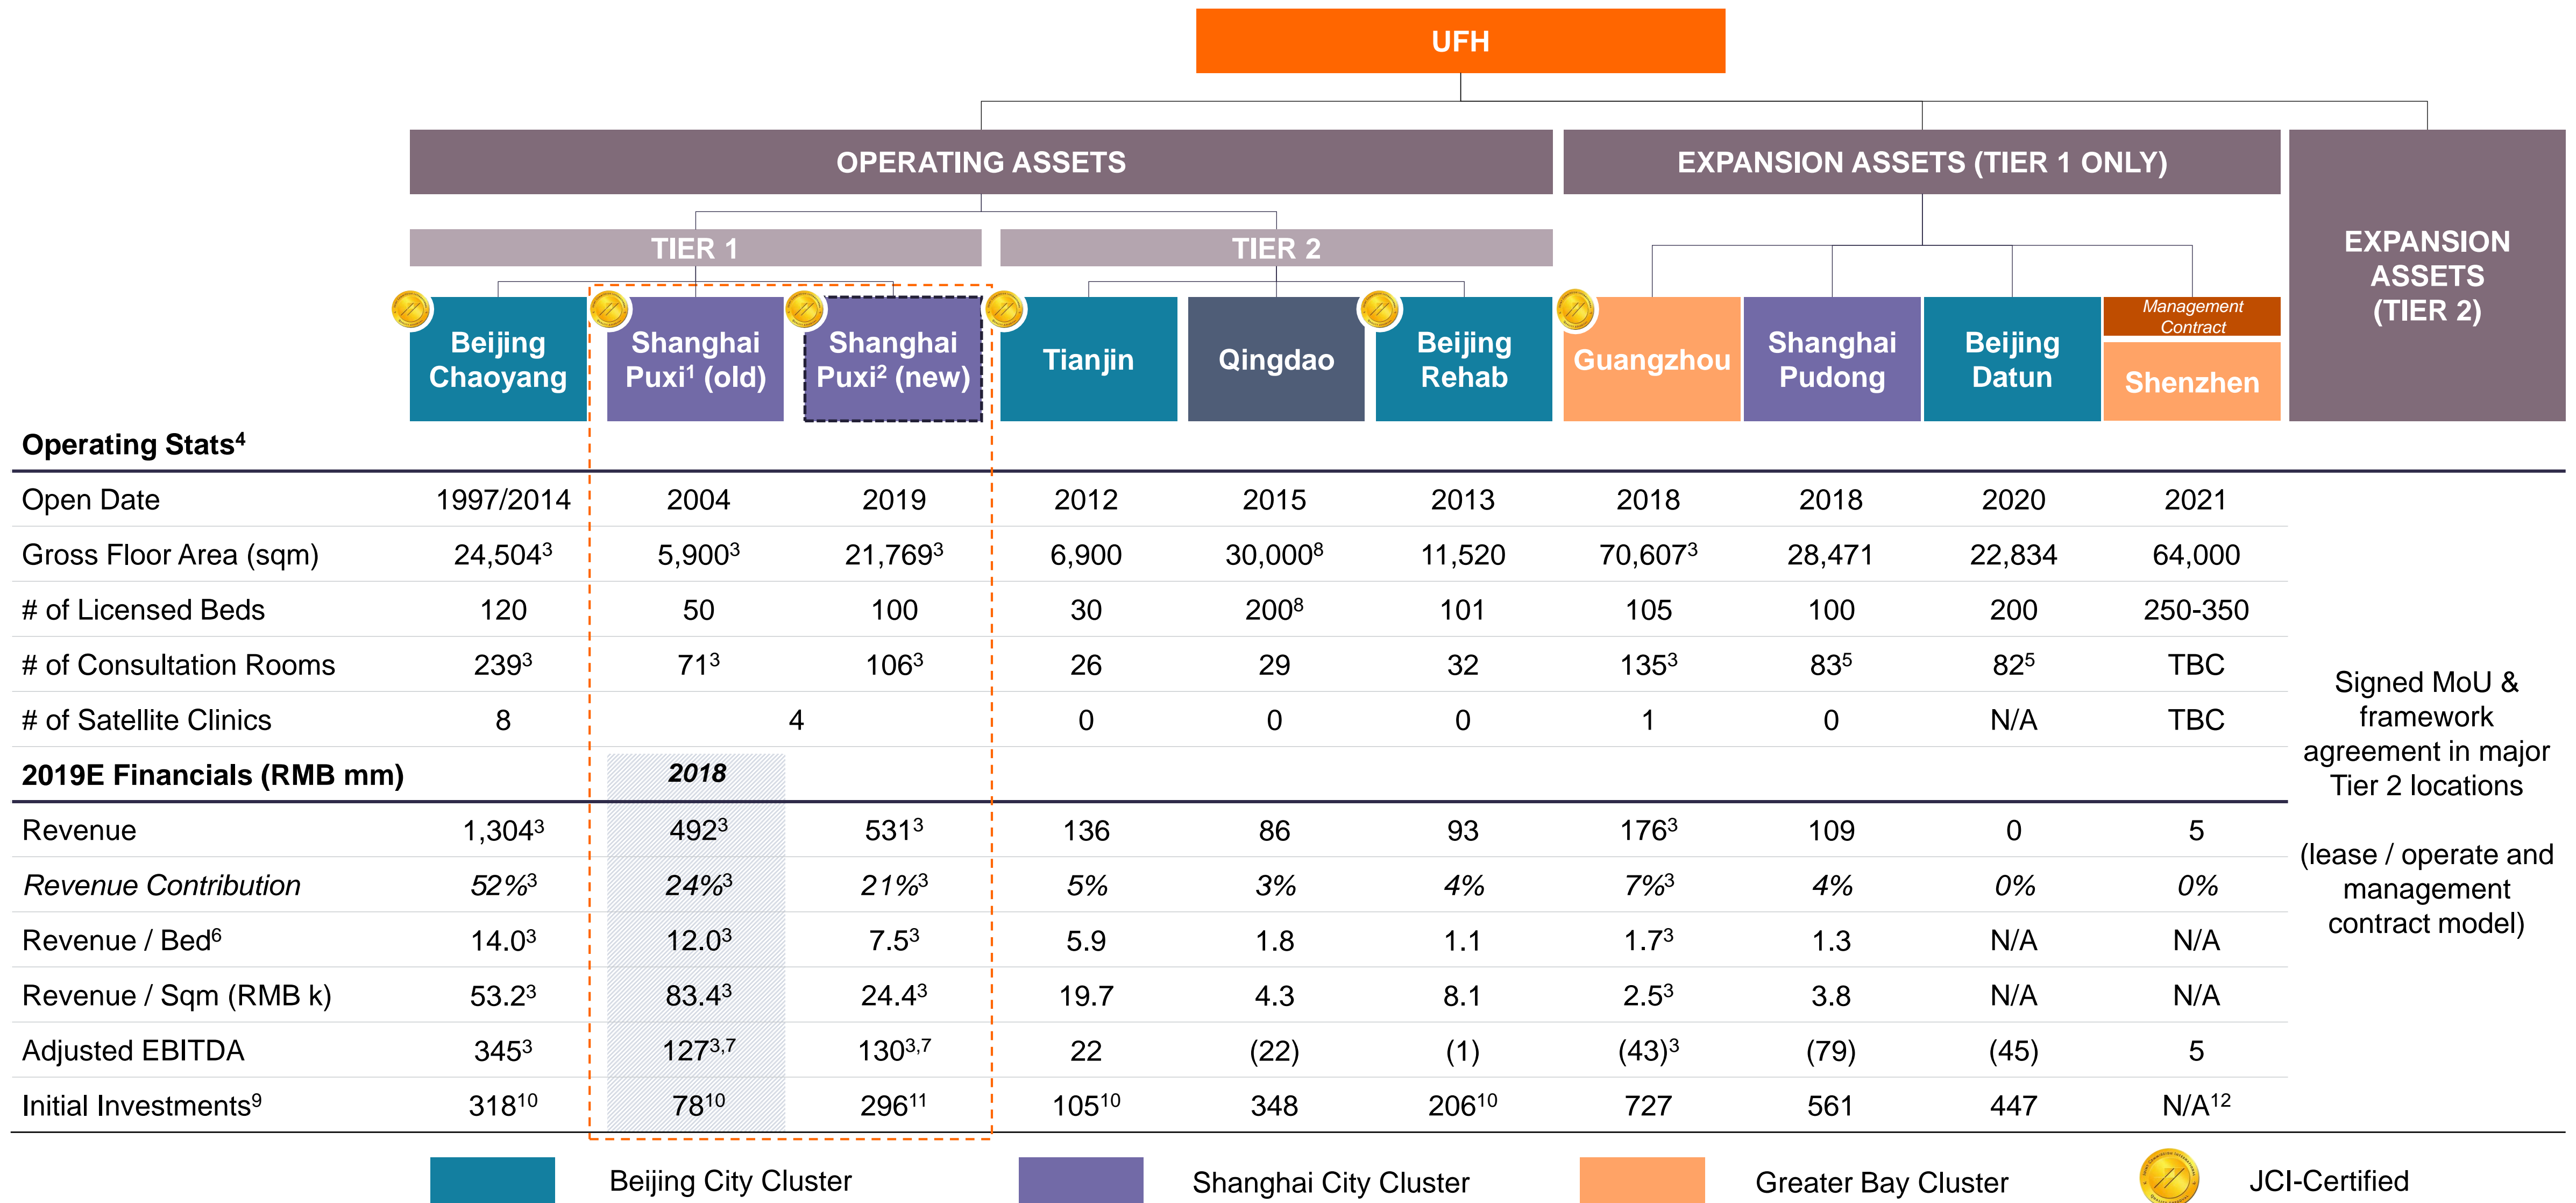 UFH
OPERATING ASSETS
EXPANSION ASSETS (TIER 1 ONLY)
EXPANSION
ASSETS
(TIER 2)
TIER 1
TIER 2
Beijing
Chaoyang
Shanghai
Puxi¹ (old)
Shanghai
Puxi² (new)
Tianjin
Qingdao
Beijing
Rehab
Guangzhou
Shanghai
Pudong
Beijing
Datun
Management
Contract
Shenzhen
Operating Stats⁴
Open Date 1997/2014 2004 2019 2012 2015 2013 2018 2018 2020 2021
Gross Floor Area (sqm) 24,504³ 5,900³ 21,769³ 6,900 30,000⁸ 11,520 70,607³ 28,471 22,834 64,000
# of Licensed Beds 120 50 100 30 200⁸ 101 105 100 200 250-350
# of Consultation Rooms 239³ 71³ 106³ 26 29 32 135³ 83⁵ 82⁵ TBC
# of Satellite Clinics 8 4 0 0 0 1 0 N/A TBC
2019E Financials (RMB mm) 2018
Revenue 1,304³ 492³ 531³ 136 86 93 176³ 109 0 5
Revenue Contribution 52%³ 24%³ 21%³ 5% 3% 4% 7%³ 4% 0% 0%
Revenue / Bed⁶ 14.0³ 12.0³ 7.5³ 5.9 1.8 1.1 1.7³ 1.3 N/A N/A
Revenue / Sqm (RMB k) 53.2³ 83.4³ 24.4³ 19.7 4.3 8.1 2.5³ 3.8 N/A N/A
Adjusted EBITDA 345³ 127³,⁷ 130³,⁷ 22 (22) (1) (43)³ (79) (45) 5
Initial Investments⁹ 318¹⁰ 78¹⁰ 296¹¹ 105¹⁰ 348 206¹⁰ 727 561 447 N/A¹²
Signed MoU &
framework
agreement in major
Tier 2 locations
(lease / operate and
management
contract model)
Beijing City Cluster
Shanghai City Cluster
Greater Bay Cluster
JCI-Certified